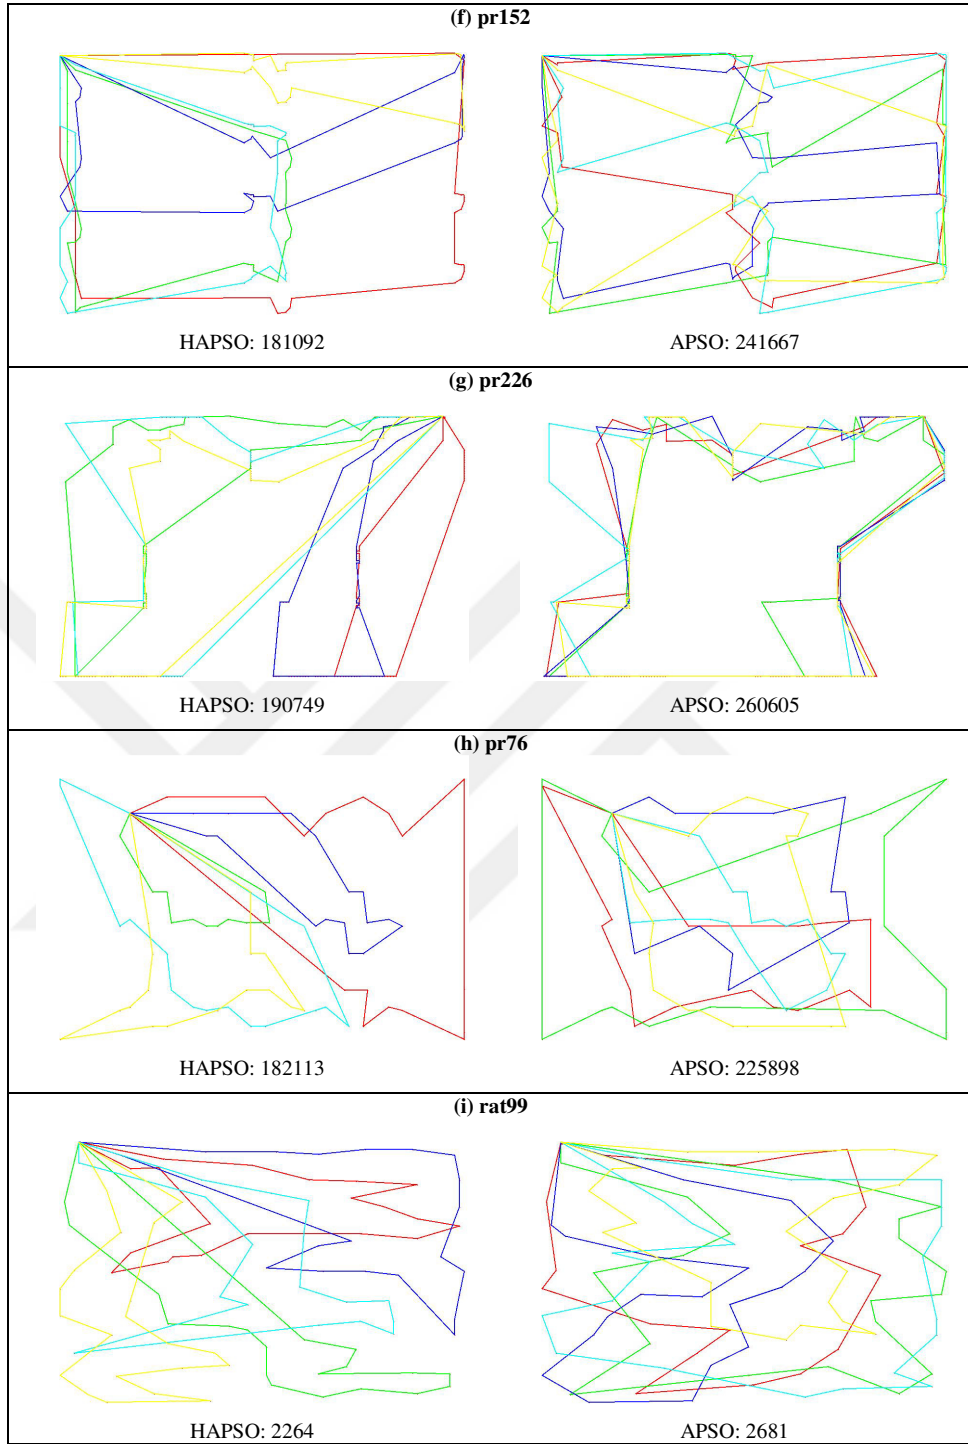 (f) pr152
HAPSO: 181092 APSO: 241667
(g) pr226
HAPSO: 190749 APSO: 260605
(h) pr76
HAPSO: 182113 APSO: 225898
(i) rat99
HAPSO: 2264 APSO: 2681